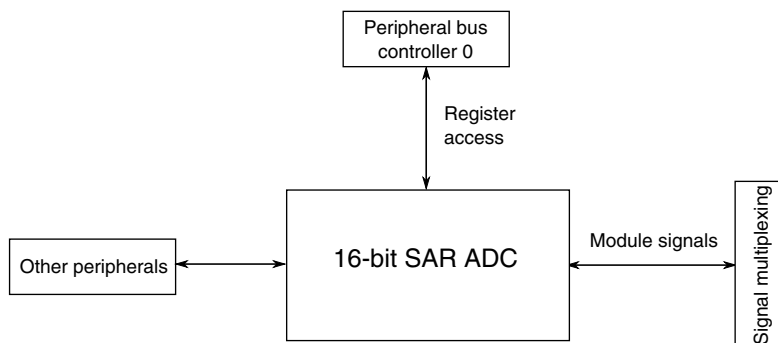 Peripheral bus
controller 0
Register
access
16-bit SAR ADC
Other peripherals
Module signals
Signal multiplexing